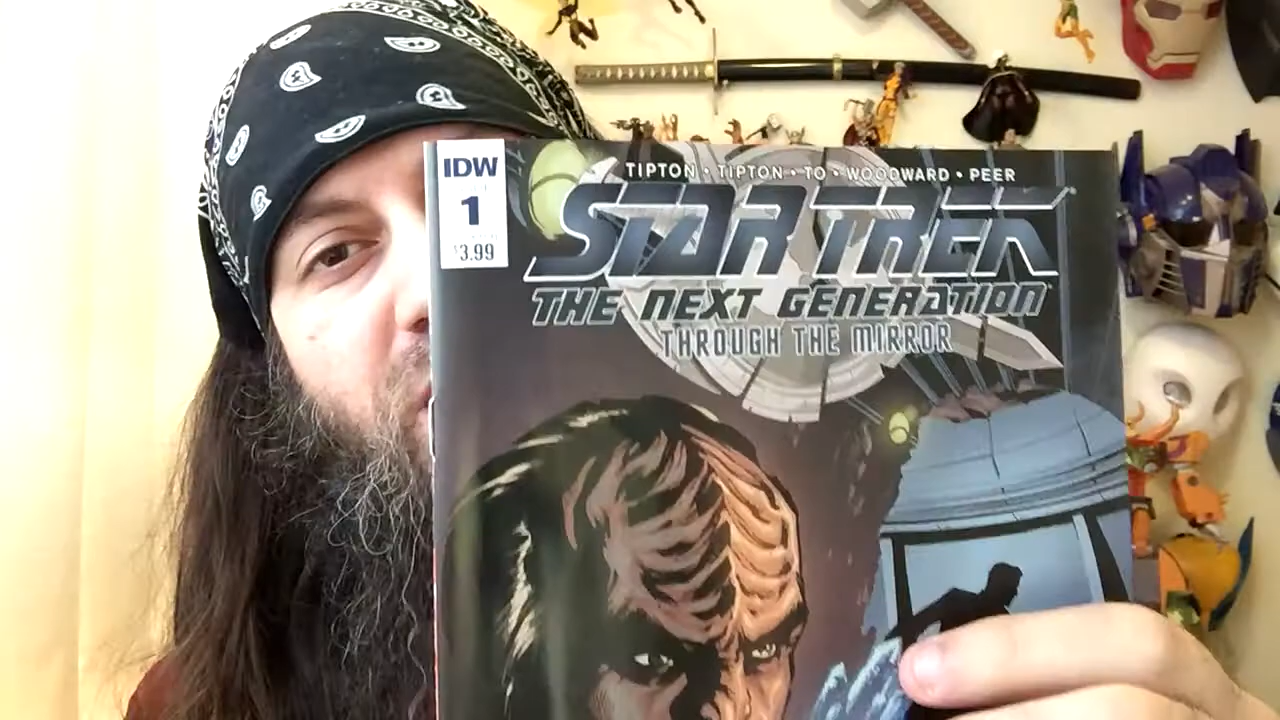 IDW
1
$3.99
TIPTON • TIPTON • TO • WOODWARD • PEER
STAR TREK
THE NEXT GENERATION
THROUGH THE MIRROR